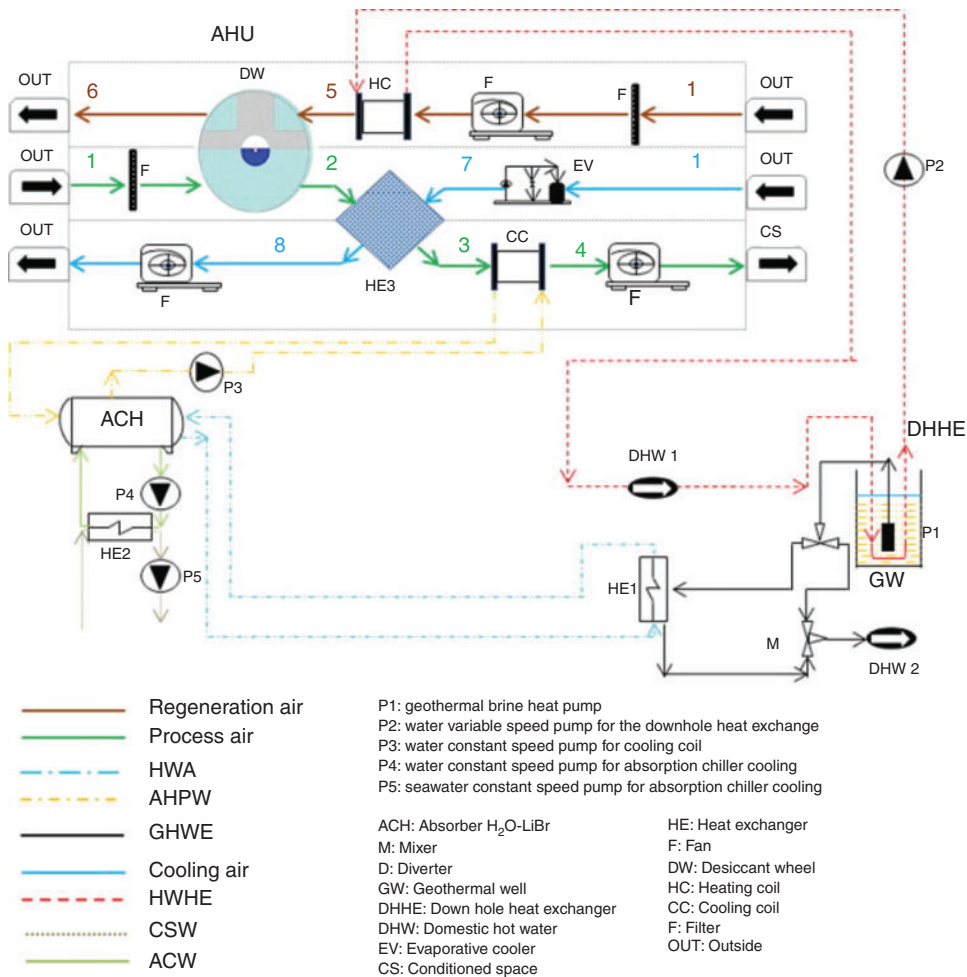 AHU
OUT
6
DW
5
HC
F
F
1
OUT
OUT
1
F
2
7
EV
1
OUT
P2
OUT
8
F
HE3
3
CC
4
F
CS
P3
ACH
P4
HE2
P5
DHHE
DHW 1
P1
GW
HE1
M
DHW 2
Regeneration air
Process air
HWA
AHPW
GHWE
Cooling air
HWHE
CSW
ACW
P1: geothermal brine heat pump
P2: water variable speed pump for the downhole heat exchange
P3: water constant speed pump for cooling coil
P4: water constant speed pump for absorption chiller cooling
P5: seawater constant speed pump for absorption chiller cooling
ACH: Absorber H₂O-LiBr
M: Mixer
D: Diverter
GW: Geothermal well
DHHE: Down hole heat exchanger
DHW: Domestic hot water
EV: Evaporative cooler
CS: Conditioned space
HE: Heat exchanger
F: Fan
DW: Desiccant wheel
HC: Heating coil
CC: Cooling coil
F: Filter
OUT: Outside